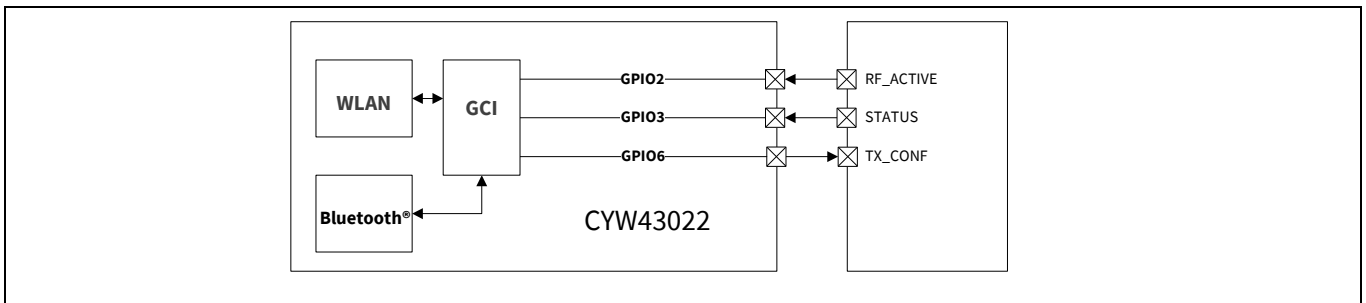 GPIO2
RF_ACTIVE
WLAN
GCI
GPIO3
STATUS
GPIO6
TX_CONF
Bluetooth®
CYW43022